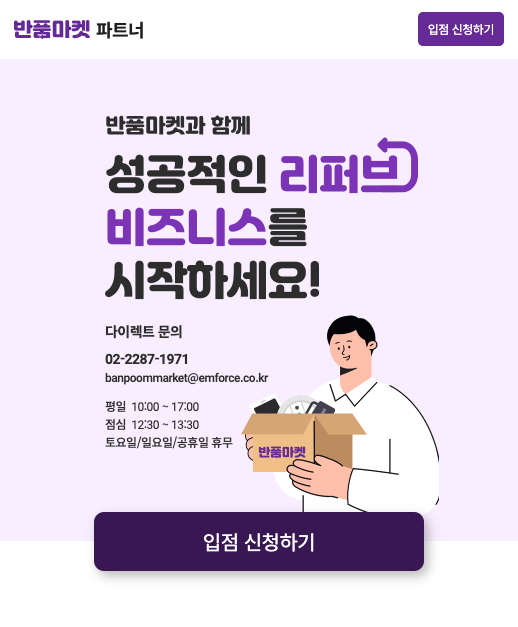 반품마켓 파트너
입점 신청하기
반품마켓과 함께
성공적인 리퍼브
비즈니스를
시작하세요!
다이렉트 문의
02-2287-1971
banpoommarket@emforce.co.kr
평일 10:00 ~ 17:00
점심 12:30 ~ 13:30
토요일/일요일/공휴일 휴무
반품마켓
입점 신청하기